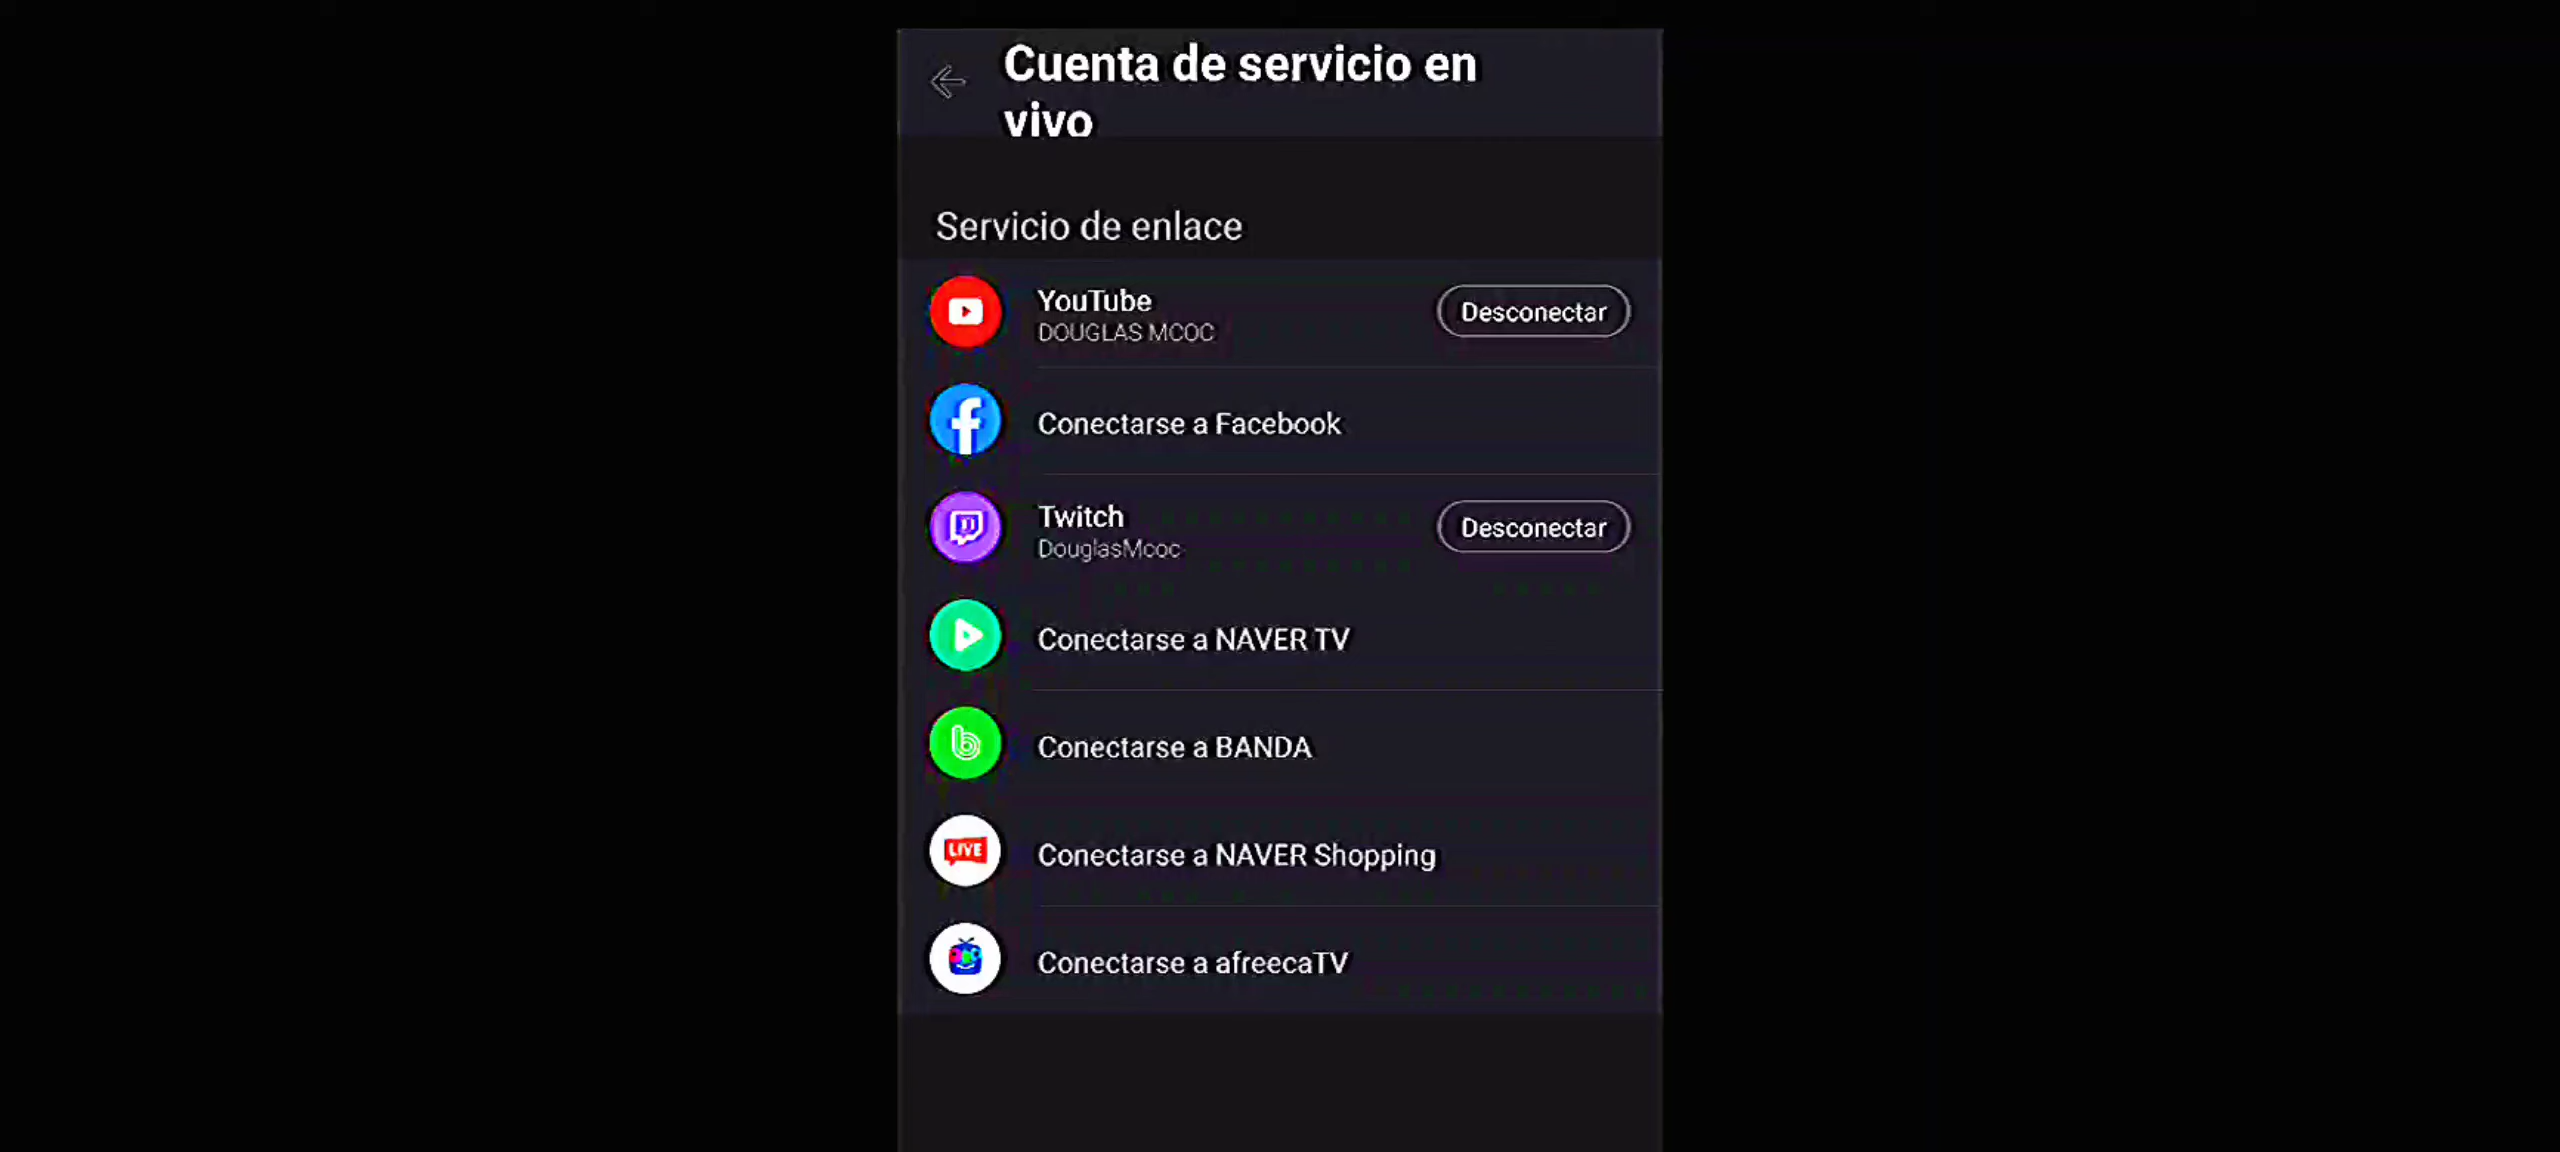 Cuenta de servicio en
vivo
Servicio de enlace
YouTube
DOUGLAS MCOC
Desconectar
Conectarse a Facebook
Twitch
DouglasMcoc
Desconectar
Conectarse a NAVER TV
Conectarse a BANDA
LIVE
Conectarse a NAVER Shopping
Conectarse a afreecaTV